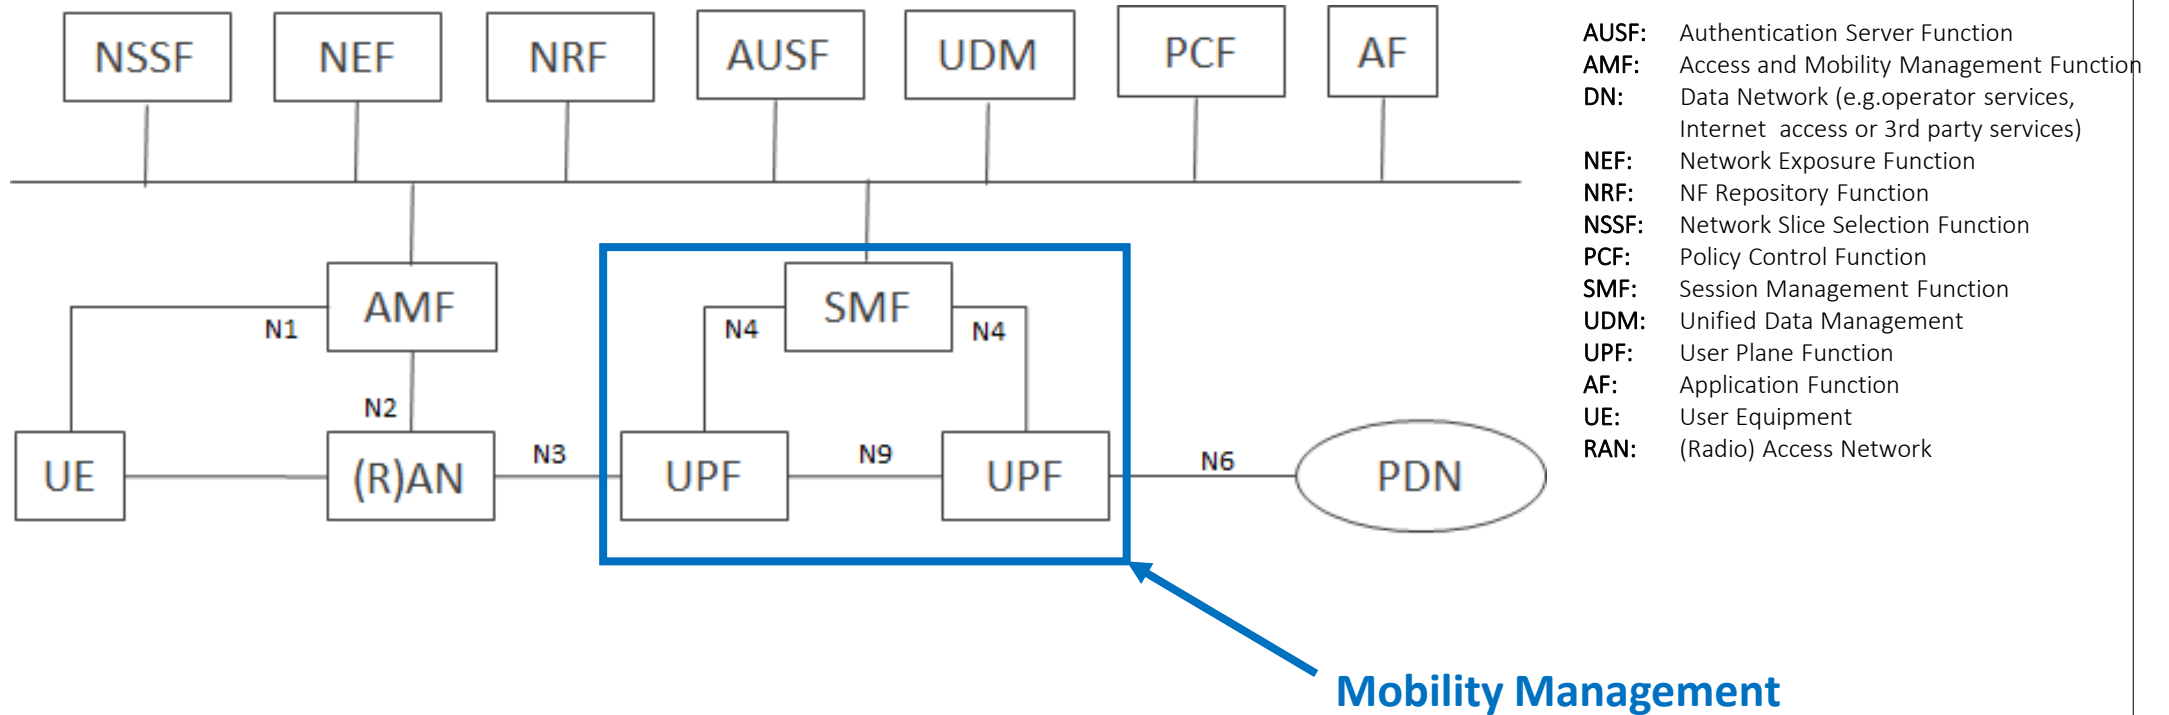 NSSF NEF NRF AUSF UDM PCF AF
AMF
SMF
N1
N4
N4
N2
UE
(R)AN
N3
UPF
N9
UPF
N6
PDN
Mobility Management
AUSF: Authentication Server Function
AMF: Access and Mobility Management Function
DN: Data Network (e.g.operator services,
Internet access or 3rd party services)
NEF: Network Exposure Function
NRF: NF Repository Function
NSSF: Network Slice Selection Function
PCF: Policy Control Function
SMF: Session Management Function
UDM: Unified Data Management
UPF: User Plane Function
AF: Application Function
UE: User Equipment
RAN: (Radio) Access Network